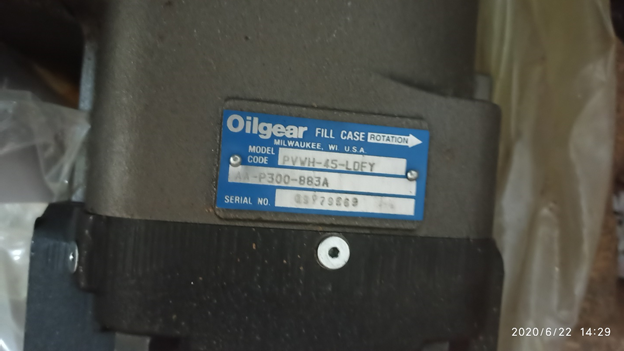 Oilgear FILL CASE ROTATION
MILWAUKEE, WI U.S.A.
MODEL CODE PVWH-45-LDFY
AA-P300-883A
SERIAL NO.
2020/6/22 14:29